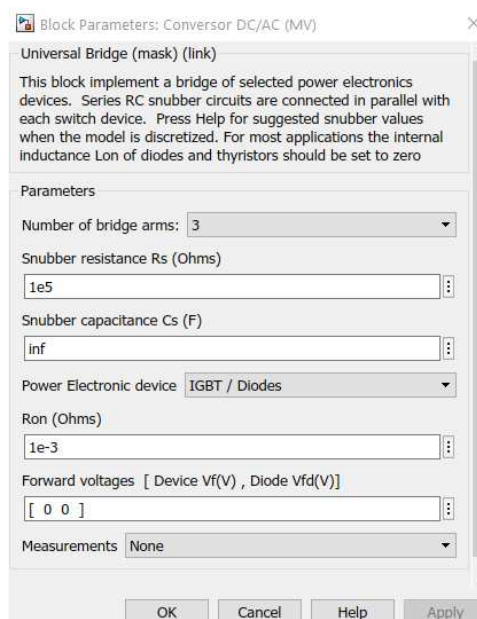 Block Parameters: Conversor DC/AC (MV)
Universal Bridge (mask) (link)
This block implement a bridge of selected power electronics
devices. Series RC snubber circuits are connected in parallel with
each switch device. Press Help for suggested snubber values
when the model is discretized. For most applications the internal
inductance Lon of diodes and thyristors should be set to zero
Parameters
Number of bridge arms: 3
Snubber resistance Rs (Ohms)
1e5
Snubber capacitance Cs (F)
inf
Power Electronic device IGBT / Diodes
Ron (Ohms)
1e-3
Forward voltages [ Device Vf(V) , Diode Vfd(V)]
[ 0 0 ]
Measurements None
OK Cancel Help Apply